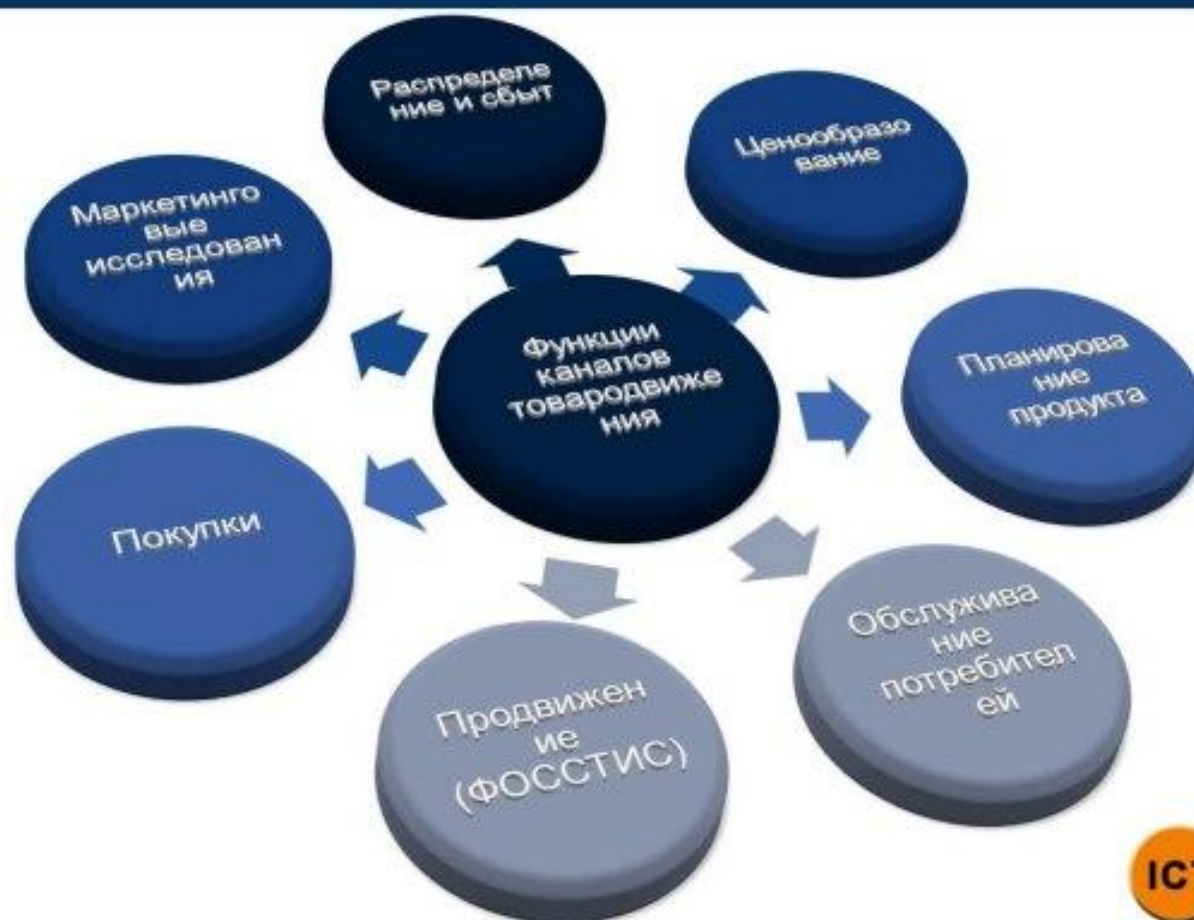 Распределе
ние и сбыт
Ценообразо
вание
Маркетинго
вые
исследован
ия
Функции
каналов
товародвиже
ния
Планирова
ние
продукта
Покупки
Обслужива
ние
потребител
ей
Продвижен
ие
(ФОССТИС)